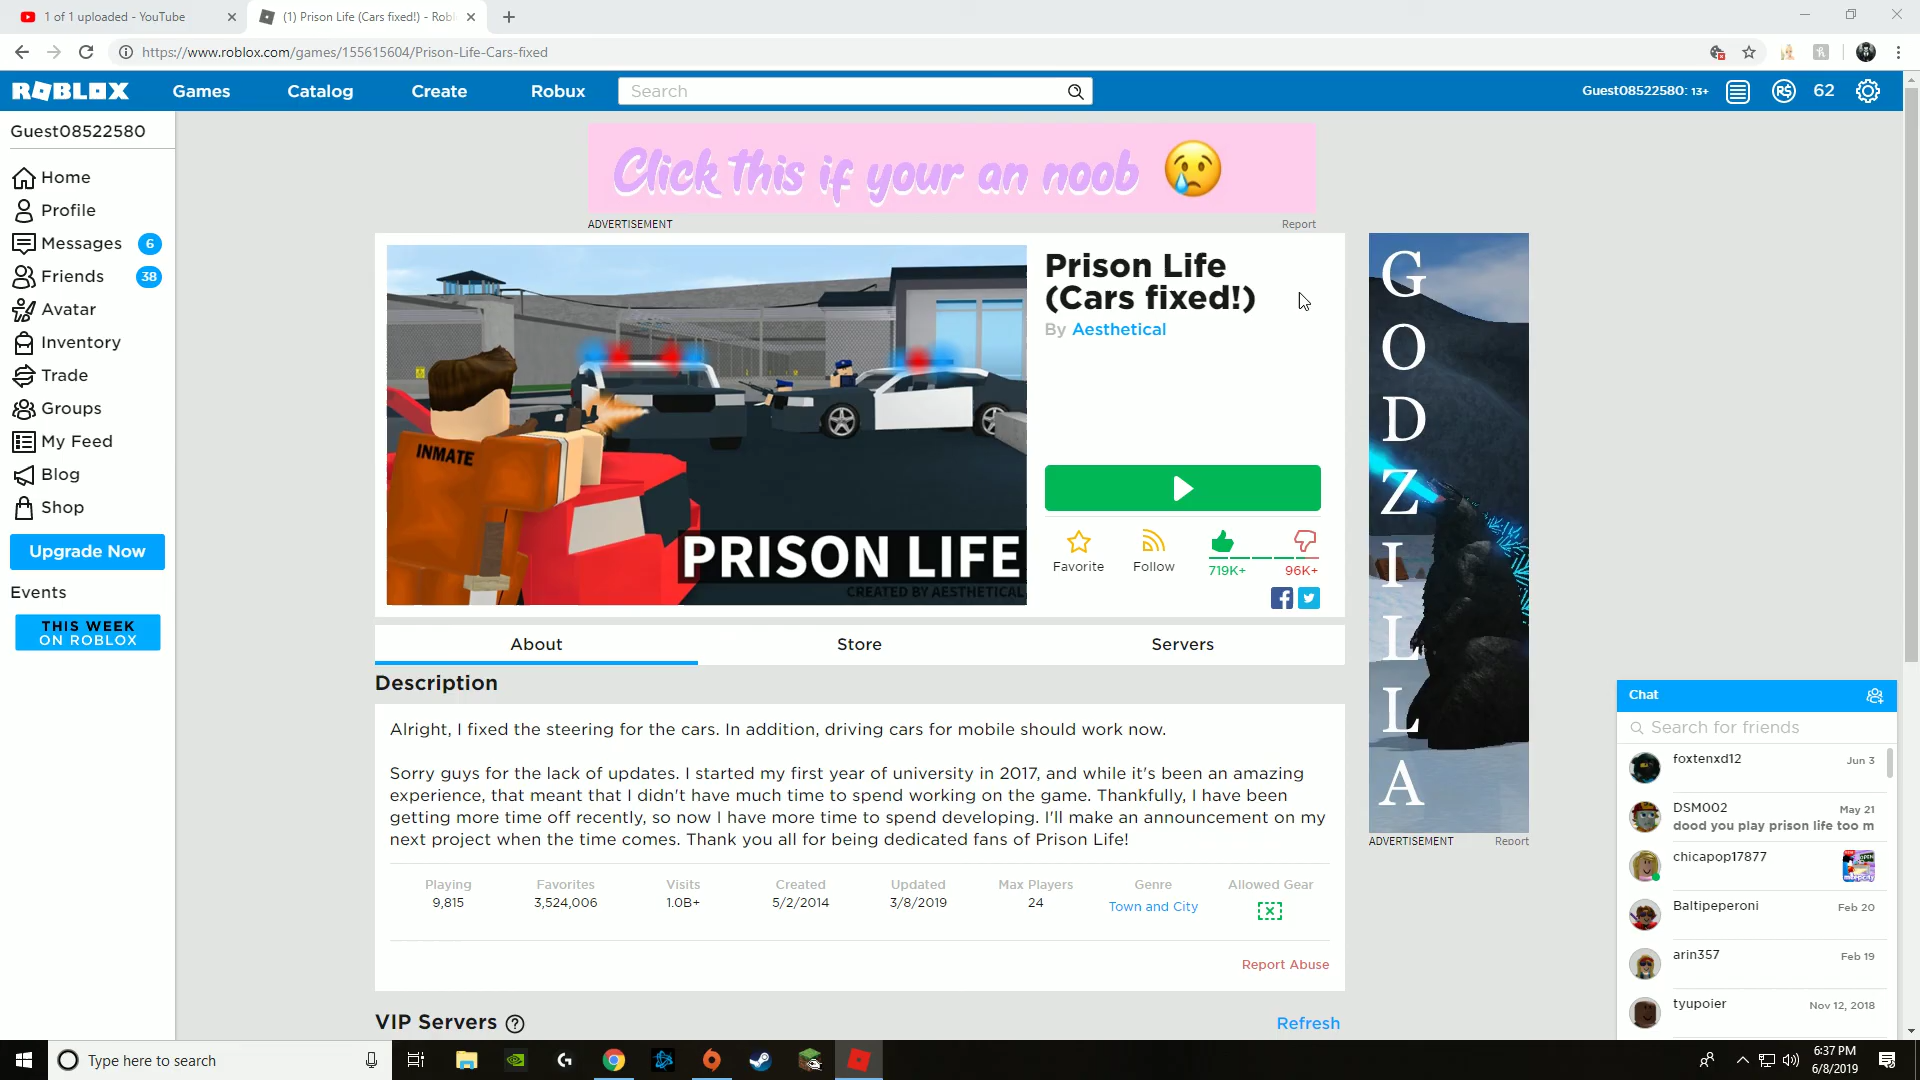 1 of 1 uploaded - YouTube
(1) Prison Life (Cars fixed!) - Robl
https://www.roblox.com/games/155615604/Prison-Life-Cars-fixed
ROBLOX
Games
Catalog
Create
Robux
Search
Guest08522580: 13+
R$
62
Guest08522580
Home
Profile
Messages 6
Friends 38
Avatar
Inventory
Trade
Groups
My Feed
Blog
Shop
Upgrade Now
Events
THIS WEEK
ON ROBLOX
Click this if your an noob
ADVERTISEMENT
Report
INMATE
PRISON LIFE
CREATED BY AESTHETICAL
Prison Life
(Cars fixed!)
By Aesthetical
Favorite
Follow
719K+
96K+
GODZILLA
ADVERTISEMENT
Report
About
Store
Servers
Description
Alright, I fixed the steering for the cars. In addition, driving cars for mobile should work now.
Sorry guys for the lack of updates. I started my first year of university in 2017, and while it's been an amazing
experience, that meant that I didn't have much time to spend working on the game. Thankfully, I have been
getting more time off recently, so now I have more time to spend developing. I'll make an announcement on my
next project when the time comes. Thank you all for being dedicated fans of Prison Life!
Playing
9,815
Favorites
3,524,006
Visits
1.0B+
Created
5/2/2014
Updated
3/8/2019
Max Players
24
Genre
Town and City
Allowed Gear
Report Abuse
VIP Servers
Refresh
Chat
Search for friends
foxtenxd12 Jun 3
DSM002 May 21
dood you play prison life too m
chicapop17877
Baltipeperoni Feb 20
arin357 Feb 19
tyupoier Nov 12, 2018
Type here to search
6:37 PM
6/8/2019